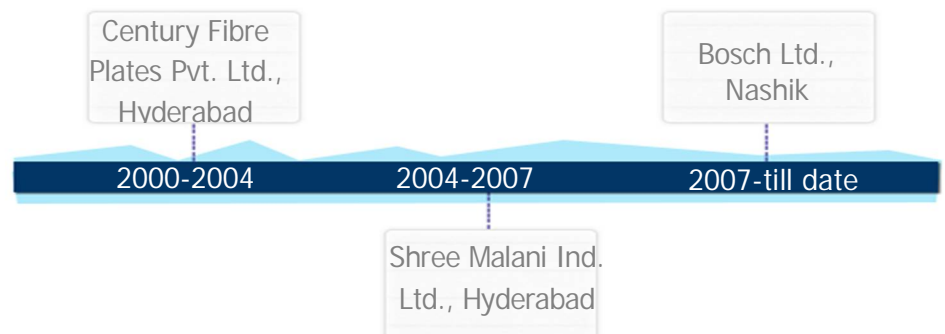 Century Fibre
Plates Pvt. Ltd.,
Hyderabad
Bosch Ltd.,
Nashik
2000-2004
2004-2007
2007-till date
Shree Malani Ind.
Ltd., Hyderabad